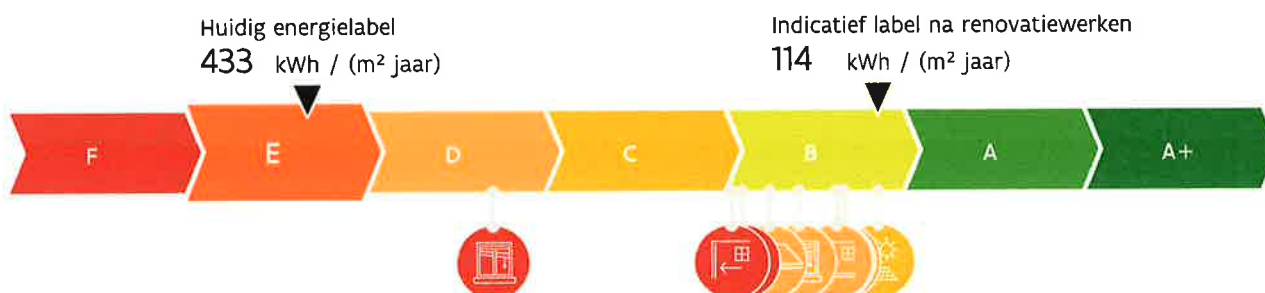 Huidig energielabel
433 kWh / (m² jaar)
Indicatief label na renovatiewerken
114 kWh / (m² jaar)
F E D C B A A+